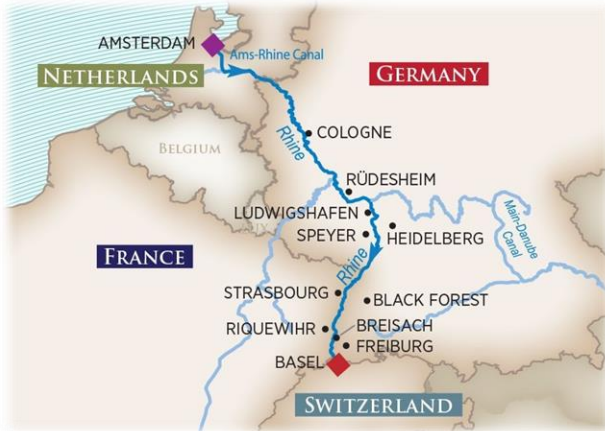 AMSTERDAM
Ams-Rhine Canal
NETHERLANDS
GERMANY
COLOGNE
Rhine
BELGIUM
RÜDESHEIM
LUDWIGSHAFEN
SPEYER
HEIDELBERG
Main-Danube
Canal
FRANCE
Rhine
STRASBOURG
BLACK FOREST
RIQUEWIHR
BREISACH
FREIBURG
BASEL
SWITZERLAND